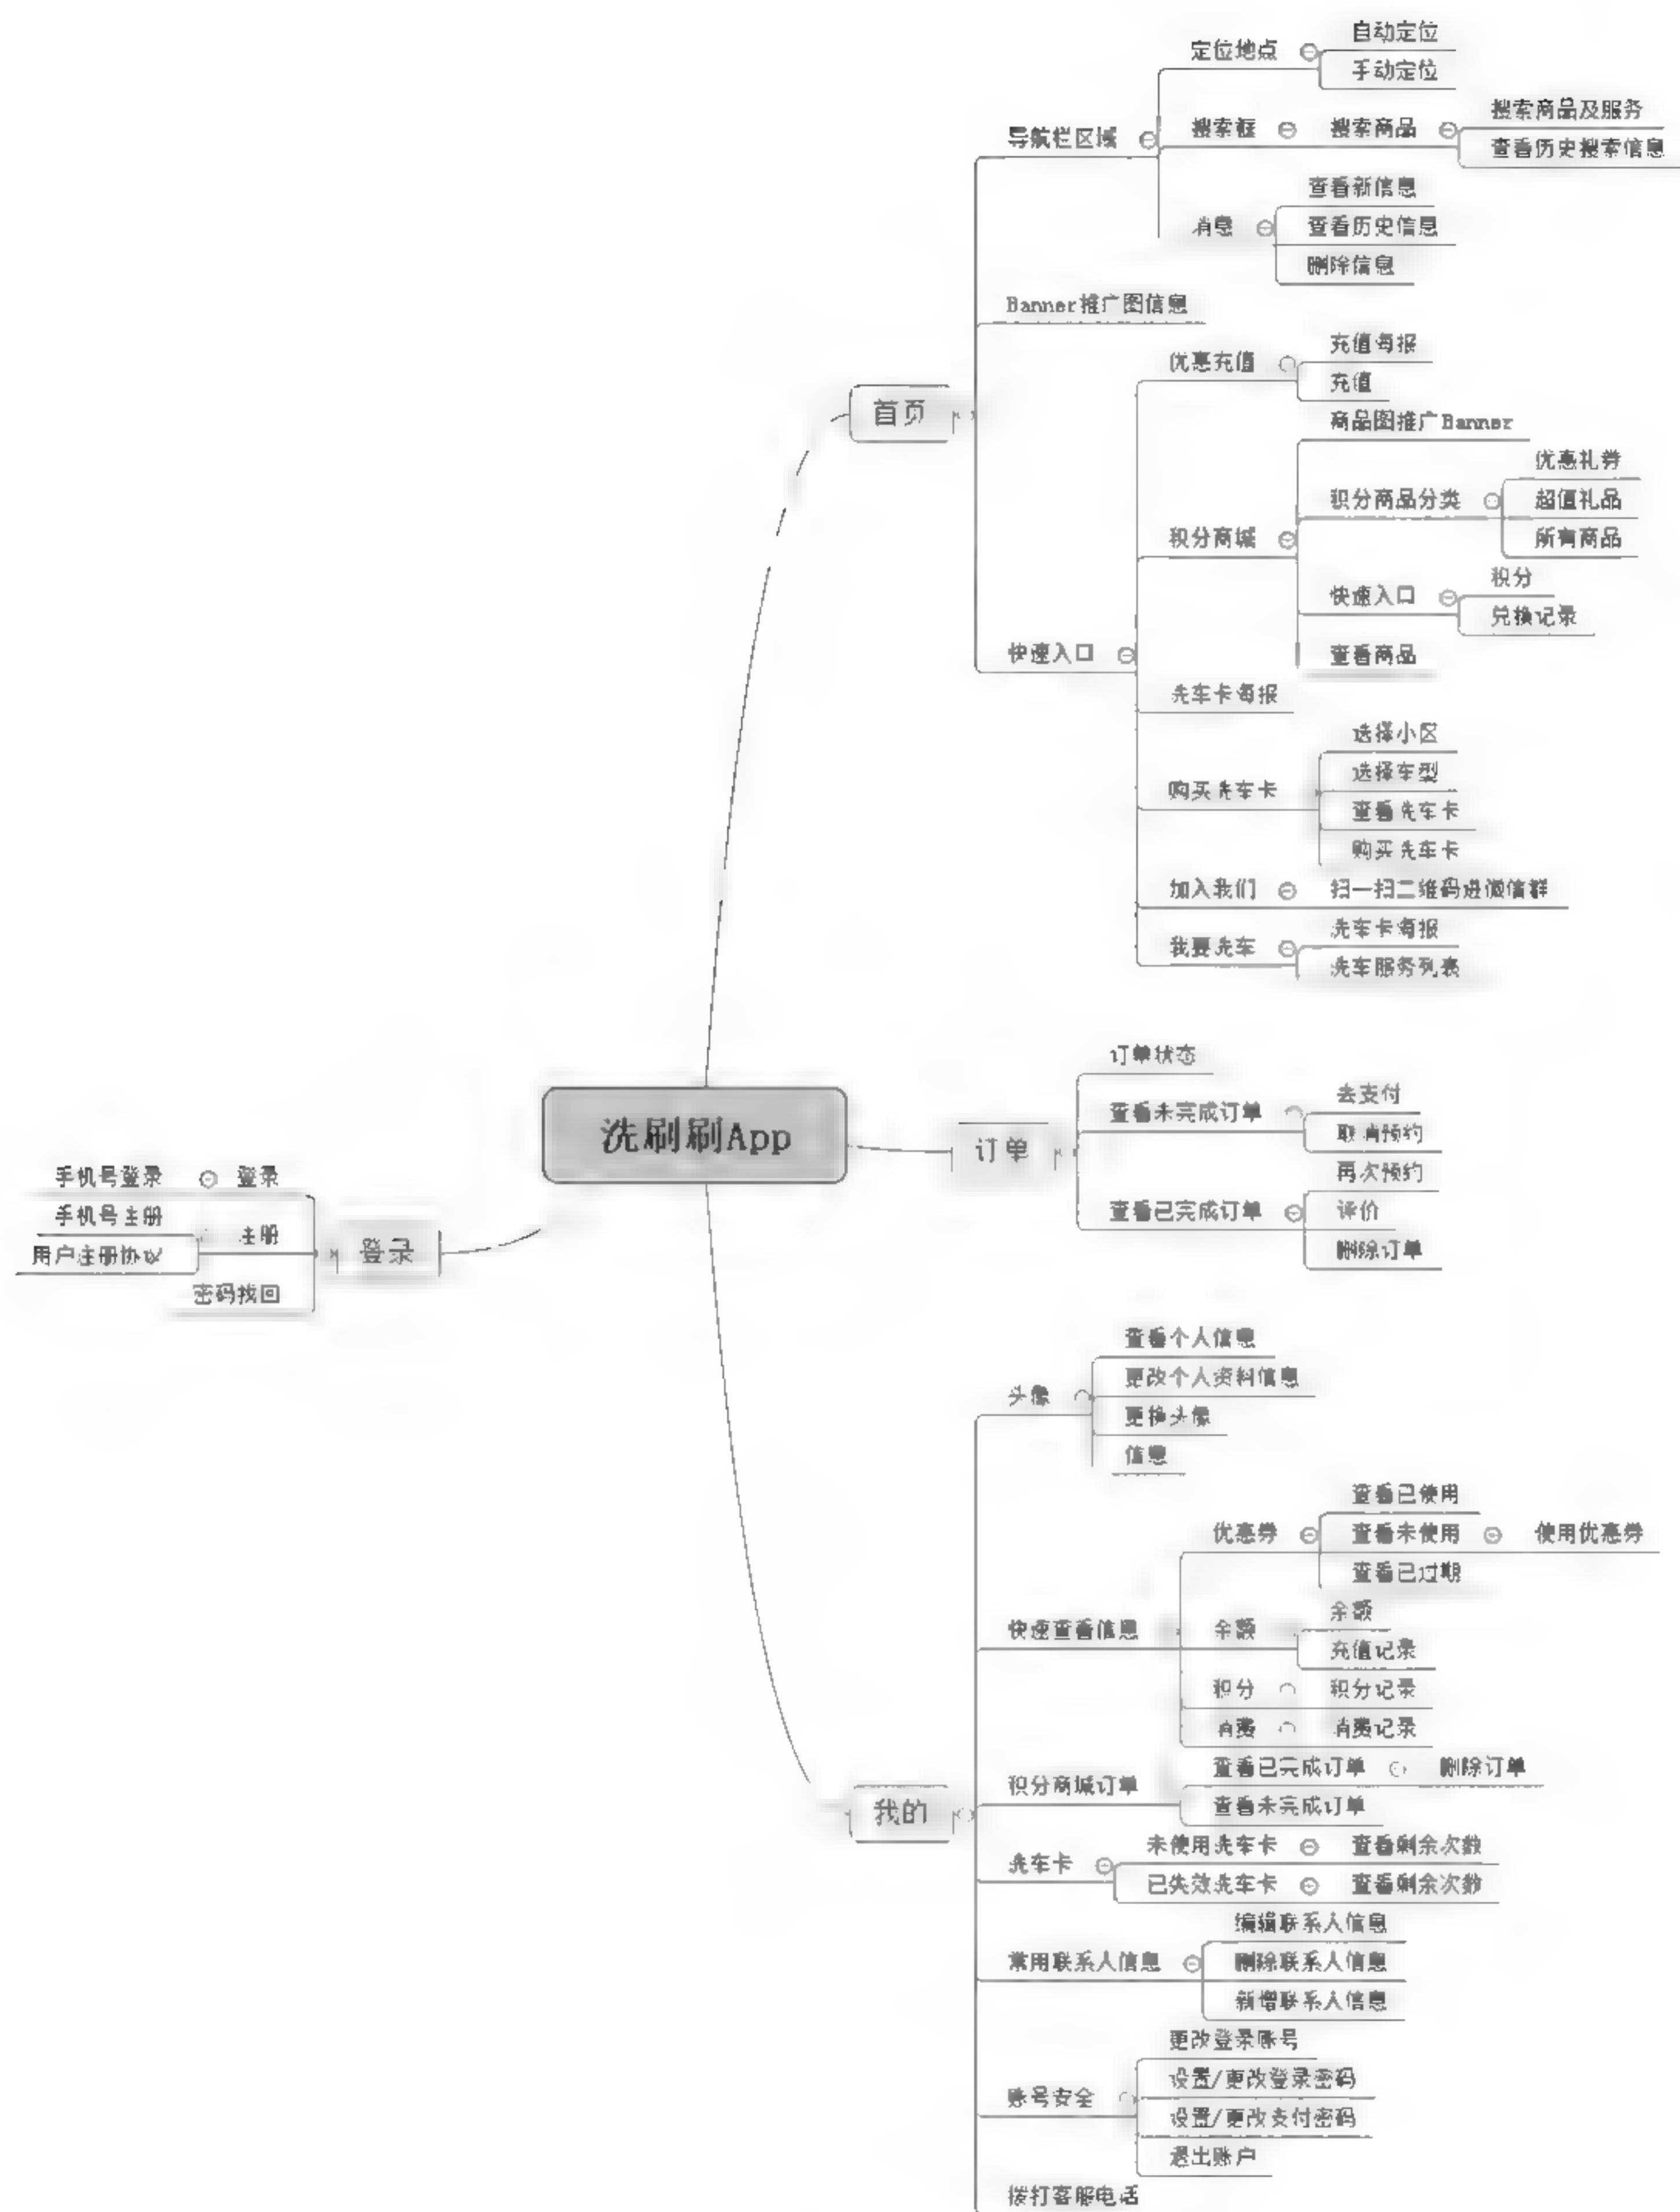 洗刷刷App
首页
导航栏区域
定位地点
自动定位
手动定位
搜索框
搜索商品
搜索商品及服务
查看历史搜索信息
消息
查看新信息
查看历史信息
删除信息
Banner推广图信息
快速入口
优惠充值
充值海报
充值
积分商城
商品图推广Banner
积分商品分类
优惠礼券
超值礼品
所有商品
快速入口
积分
兑换记录
查看商品
洗车卡海报
购买洗车卡
选择小区
选择车型
查看洗车卡
购买洗车卡
加入我们
扫一扫二维码进微信群
我要洗车
洗车卡海报
洗车服务列表
订单
订单状态
查看未完成订单
去支付
取消预约
查看已完成订单
再次预约
评价
删除订单
登录
登录
手机号登录
注册
手机号注册
用户注册协议
密码找回
我的
头像
查看个人信息
更改个人资料信息
更换头像
信息
快速查看信息
优惠券
查看已使用
查看未使用
使用优惠券
查看已过期
余额
余额
充值记录
积分
积分记录
消费
消费记录
积分商城订单
查看已完成订单
删除订单
查看未完成订单
洗车卡
未使用洗车卡
查看剩余次数
已失效洗车卡
查看剩余次数
常用联系人信息
编辑联系人信息
删除联系人信息
新增联系人信息
账号安全
更改登录账号
设置/更改登录密码
设置/更改支付密码
退出账户
拨打客服电话